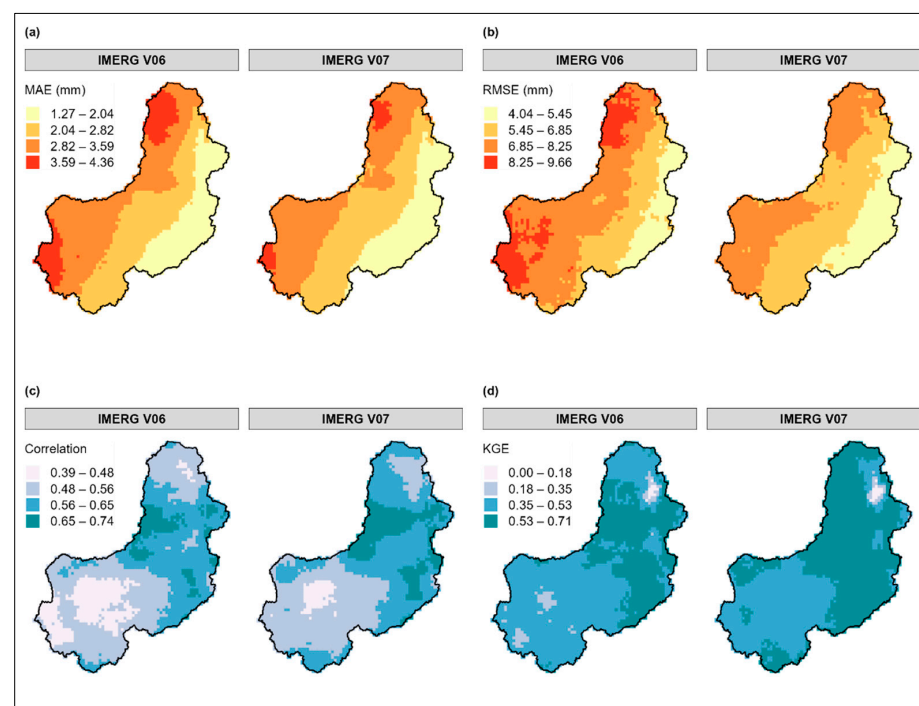 (a)
IMERG V06
IMERG V07
MAE (mm)
1.27 – 2.04
2.04 – 2.82
2.82 – 3.59
3.59 – 4.36
(b)
IMERG V06
IMERG V07
RMSE (mm)
4.04 – 5.45
5.45 – 6.85
6.85 – 8.25
8.25 – 9.66
(c)
IMERG V06
IMERG V07
Correlation
0.39 – 0.48
0.48 – 0.56
0.56 – 0.65
0.65 – 0.74
(d)
IMERG V06
IMERG V07
KGE
0.00 – 0.18
0.18 – 0.35
0.35 – 0.53
0.53 – 0.71